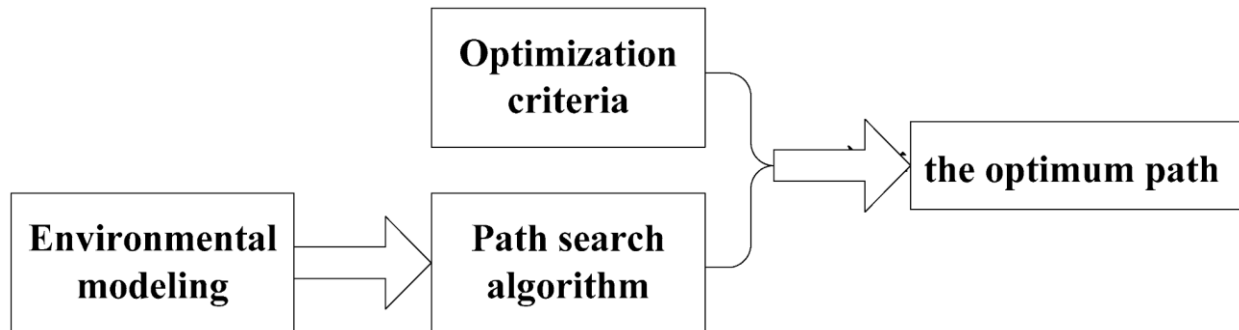 Optimization
criteria
Environmental
modeling
Path search
algorithm
the optimum path